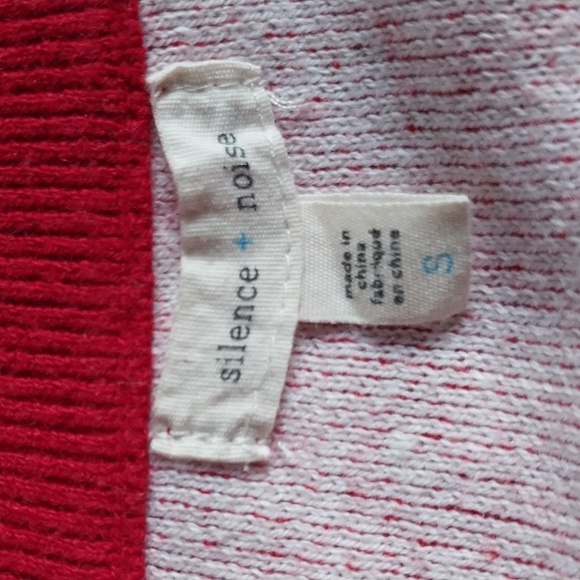 silence + noise
made in
china
fabriqué
en chine
S